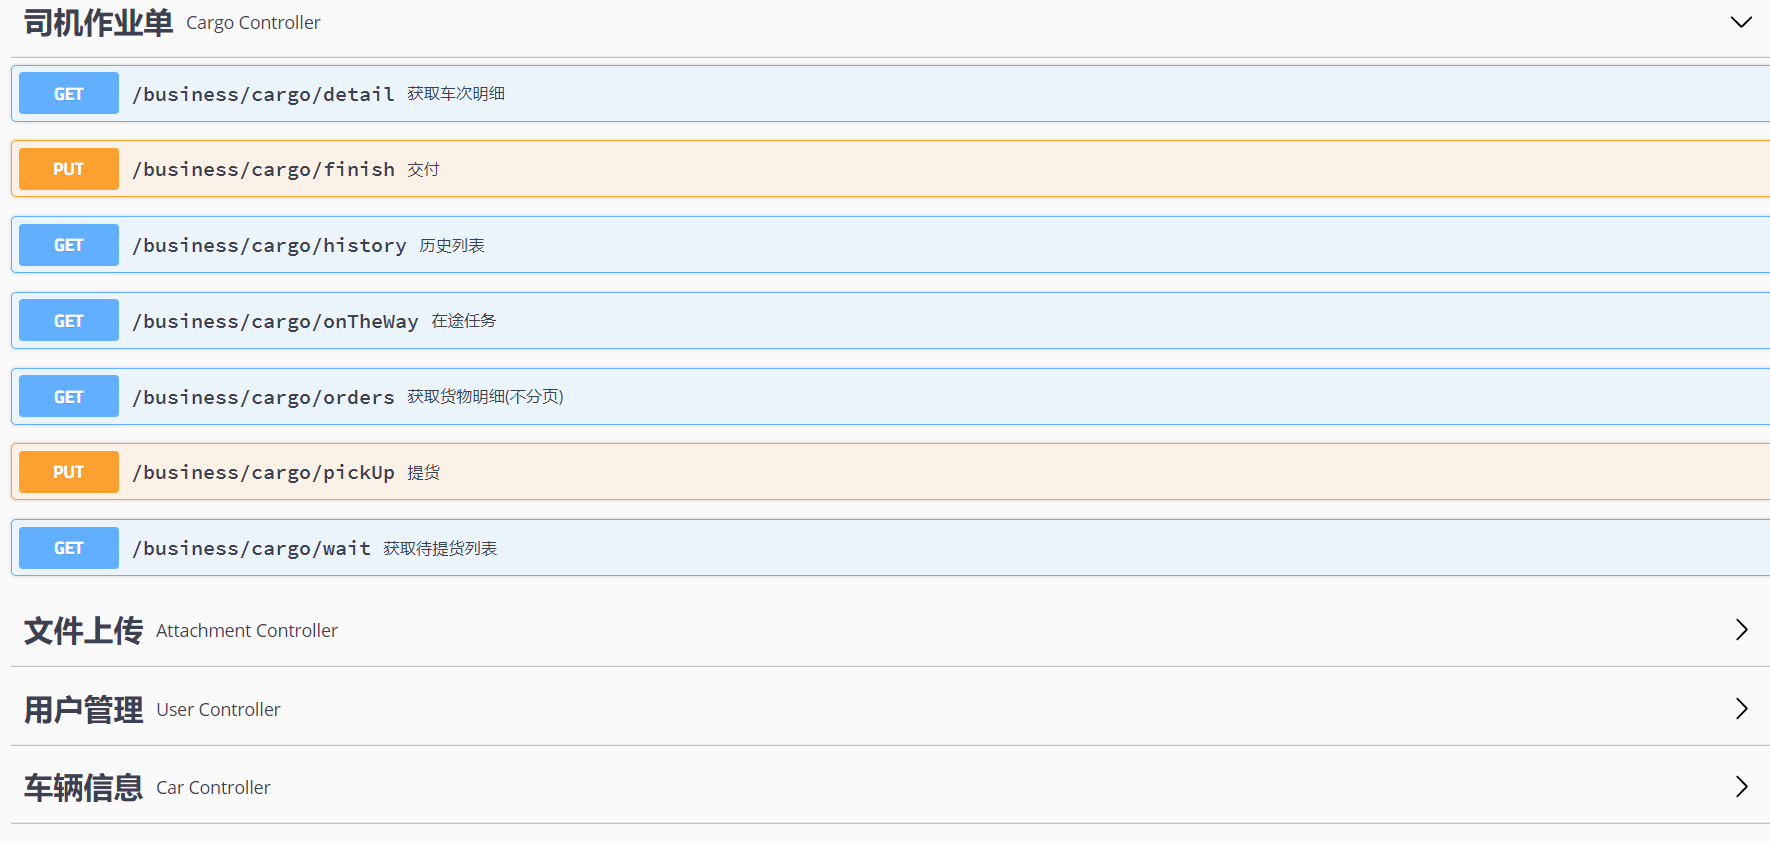 司机作业单 Cargo Controller
GET /business/cargo/detail 获取车次明细
PUT /business/cargo/finish 交付
GET /business/cargo/history 历史列表
GET /business/cargo/onTheWay 在途任务
GET /business/cargo/orders 获取货物明细(不分页)
PUT /business/cargo/pickUp 提货
GET /business/cargo/wait 获取待提货列表
文件上传 Attachment Controller
用户管理 User Controller
车辆信息 Car Controller